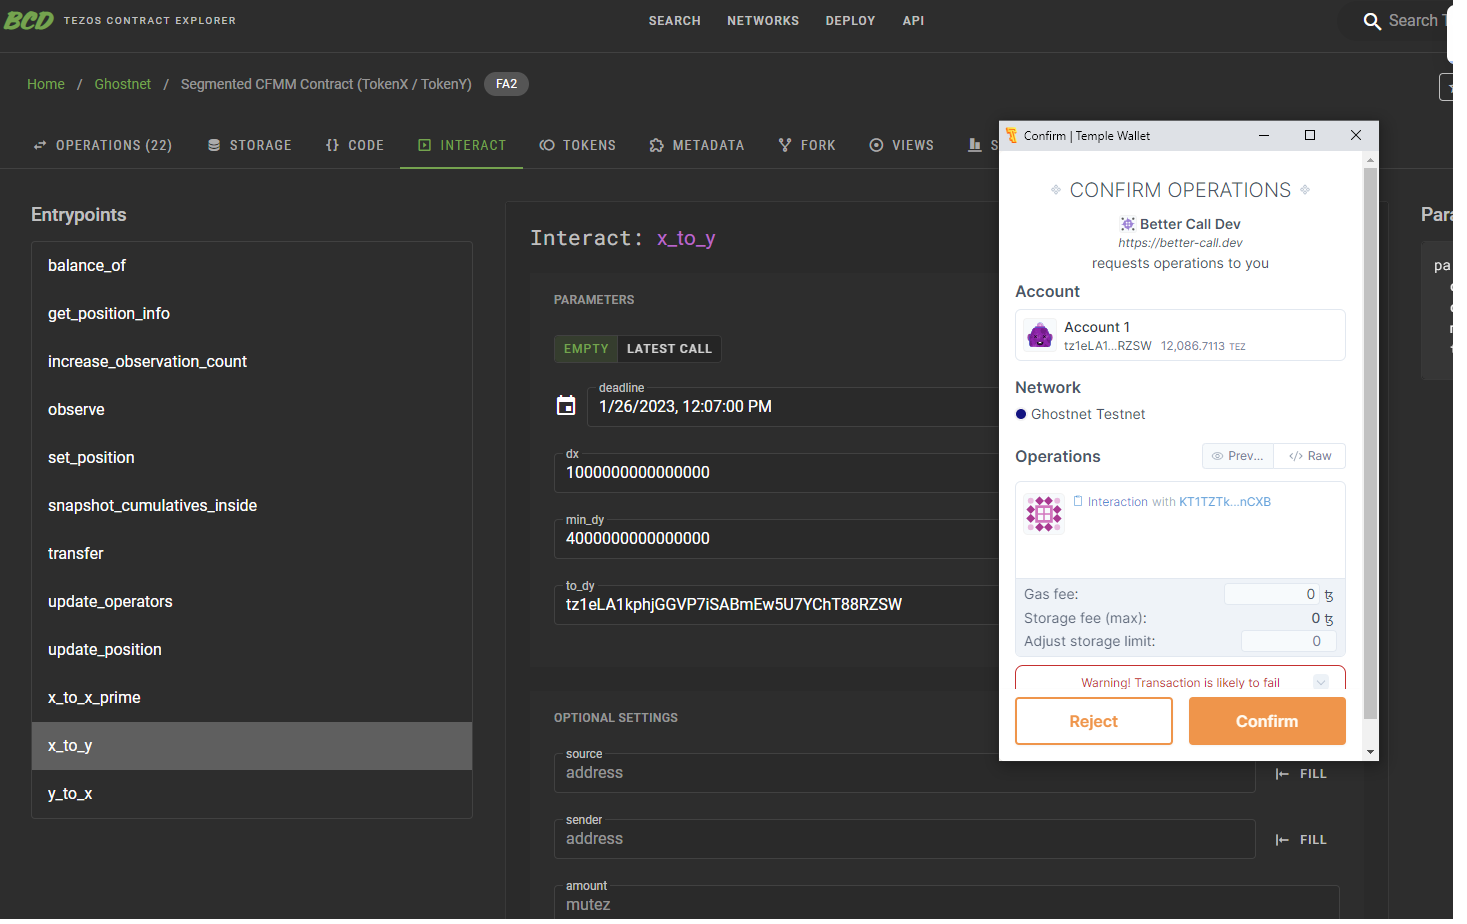 BCD TEZOS CONTRACT EXPLORER
SEARCH NETWORKS DEPLOY API
Search
Home / Ghostnet / Segmented CFMM Contract (TokenX / TokenY) FA2
OPERATIONS (22) STORAGE {} CODE INTERACT TOKENS METADATA FORK VIEWS S
Entrypoints
balance_of
get_position_info
increase_observation_count
observe
set_position
snapshot_cumulatives_inside
transfer
update_operators
update_position
x_to_x_prime
x_to_y
y_to_x
Interact: x_to_y
PARAMETERS
EMPTY LATEST CALL
deadline
1/26/2023, 12:07:00 PM
dx
1000000000000000
min_dy
4000000000000000
to_dy
tz1eLA1kphjGGVP7iSABmEw5U7YChT88RZSW
OPTIONAL SETTINGS
source
address
FILL
sender
address
FILL
amount
mutez
Confirm | Temple Wallet
CONFIRM OPERATIONS
Better Call Dev
https://better-call.dev
requests operations to you
Account
Account 1
tz1eLA1...RZSW 12,086.7113 TEZ
Network
Ghostnet Testnet
Operations
Prev... </> Raw
Interaction with KT1TZTk...nCXB
Gas fee: 0 ꜩ
Storage fee (max): 0 ꜩ
Adjust storage limit: 0
Warning! Transaction is likely to fail
Reject Confirm
Para
pa